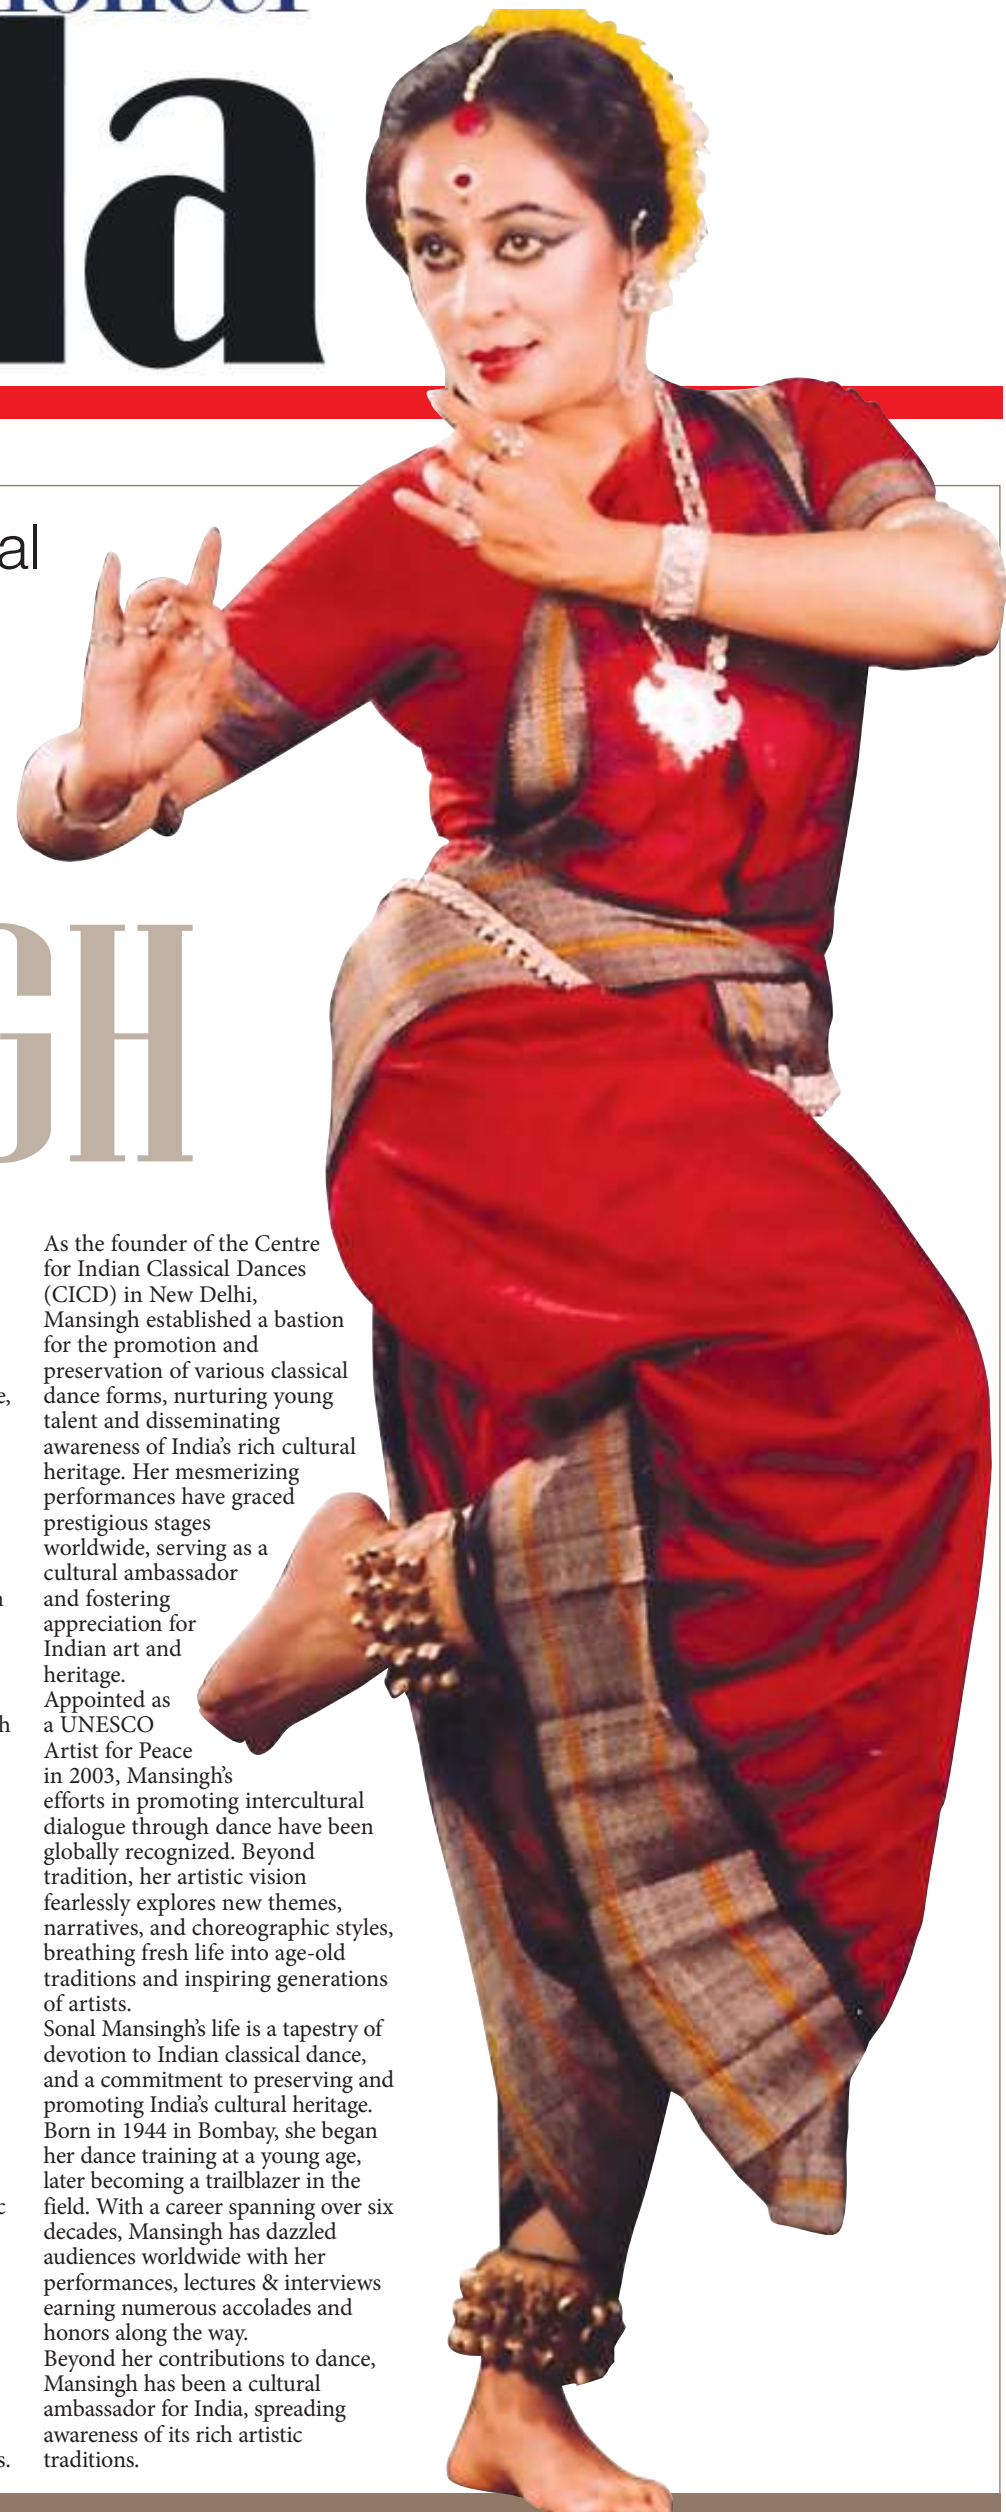 la
al
GH
As the founder of the Centre
for Indian Classical Dances
(CICD) in New Delhi,
Mansingh established a bastion
for the promotion and
preservation of various classical
dance forms, nurturing young
talent and disseminating
awareness of India’s rich cultural
heritage. Her mesmerizing
performances have graced
prestigious stages
worldwide, serving as a
cultural ambassador
and fostering
appreciation for
Indian art and
heritage.
Appointed as
a UNESCO
Artist for Peace
in 2003, Mansingh’s
efforts in promoting intercultural
dialogue through dance have been
globally recognized. Beyond
tradition, her artistic vision
fearlessly explores new themes,
narratives, and choreographic styles,
breathing fresh life into age-old
traditions and inspiring generations
of artists.
Sonal Mansingh’s life is a tapestry of
devotion to Indian classical dance,
and a commitment to preserving and
promoting India’s cultural heritage.
Born in 1944 in Bombay, she began
her dance training at a young age,
later becoming a trailblazer in the
field. With a career spanning over six
decades, Mansingh has dazzled
audiences worldwide with her
performances, lectures & interviews
earning numerous accolades and
honors along the way.
Beyond her contributions to dance,
Mansingh has been a cultural
ambassador for India, spreading
awareness of its rich artistic
traditions.